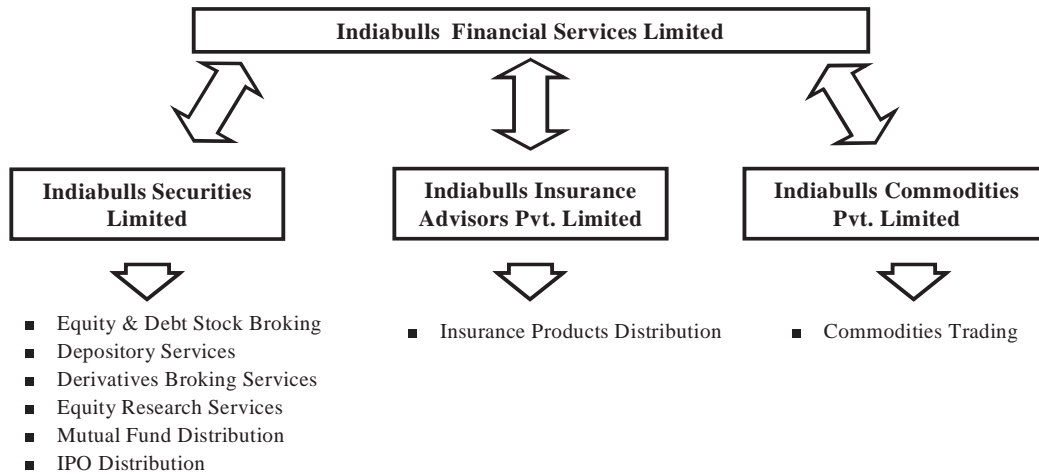 Indiabulls Financial Services Limited
Indiabulls Securities
Limited
Indiabulls Insurance
Advisors Pvt. Limited
Indiabulls Commodities
Pvt. Limited
■ Equity & Debt Stock Broking
■ Depository Services
■ Derivatives Broking Services
■ Equity Research Services
■ Mutual Fund Distribution
■ IPO Distribution
■ Insurance Products Distribution
■ Commodities Trading